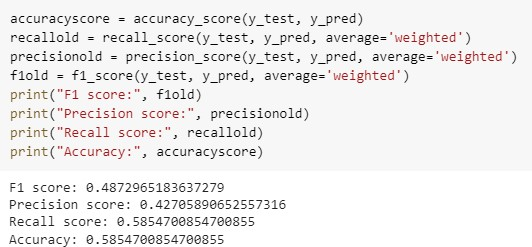 accuracyscore = accuracy_score(y_test, y_pred)
recallold = recall_score(y_test, y_pred, average='weighted')
precisionold = precision_score(y_test, y_pred, average='weighted')
f1old = f1_score(y_test, y_pred, average='weighted')
print("F1 score:", f1old)
print("Precision score:", precisionold)
print("Recall score:", recallold)
print("Accuracy:", accuracyscore)
F1 score: 0.4872965183637279
Precision score: 0.42705890652557316
Recall score: 0.5854700854700855
Accuracy: 0.5854700854700855